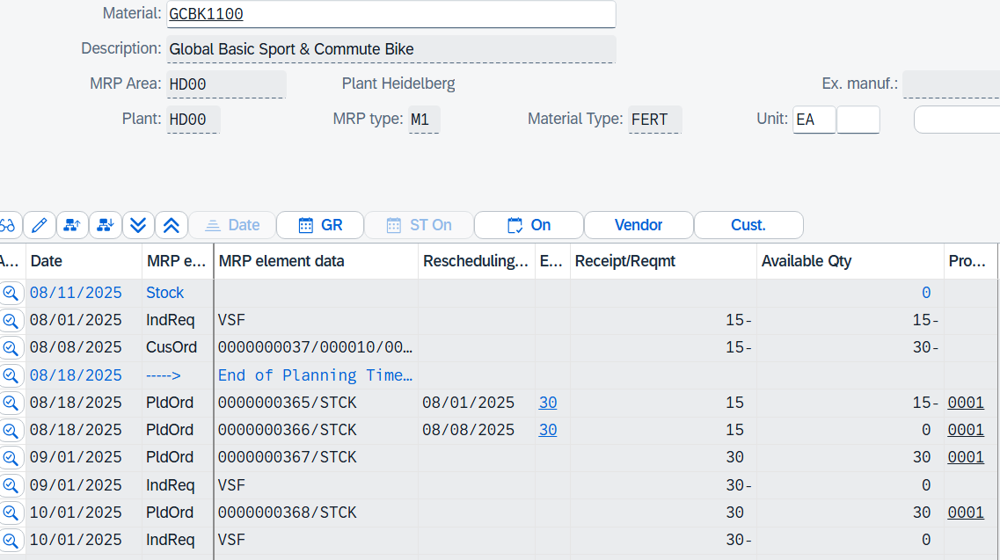 Material: GCBK1100
Description: Global Basic Sport & Commute Bike
MRP Area: HD00 Plant Heidelberg Ex. manuf.:
Plant: HD00 MRP type: M1 Material Type: FERT Unit: EA
Date GR ST On On Vendor Cust.
A... Date MRP e... MRP element data Rescheduling... E... Receipt/Reqmt Available Qty Pro...
08/11/2025 Stock 0
08/01/2025 IndReq VSF 15- 15-
08/08/2025 CusOrd 0000000037/000010/00... 15- 30-
08/18/2025 -----> End of Planning Time...
08/18/2025 PldOrd 0000000365/STCK 08/01/2025 30 15 15- 0001
08/18/2025 PldOrd 0000000366/STCK 08/08/2025 30 15 0 0001
09/01/2025 PldOrd 0000000367/STCK 30 30 0001
09/01/2025 IndReq VSF 30- 0
10/01/2025 PldOrd 0000000368/STCK 30 30 0001
10/01/2025 IndReq VSF 30- 0